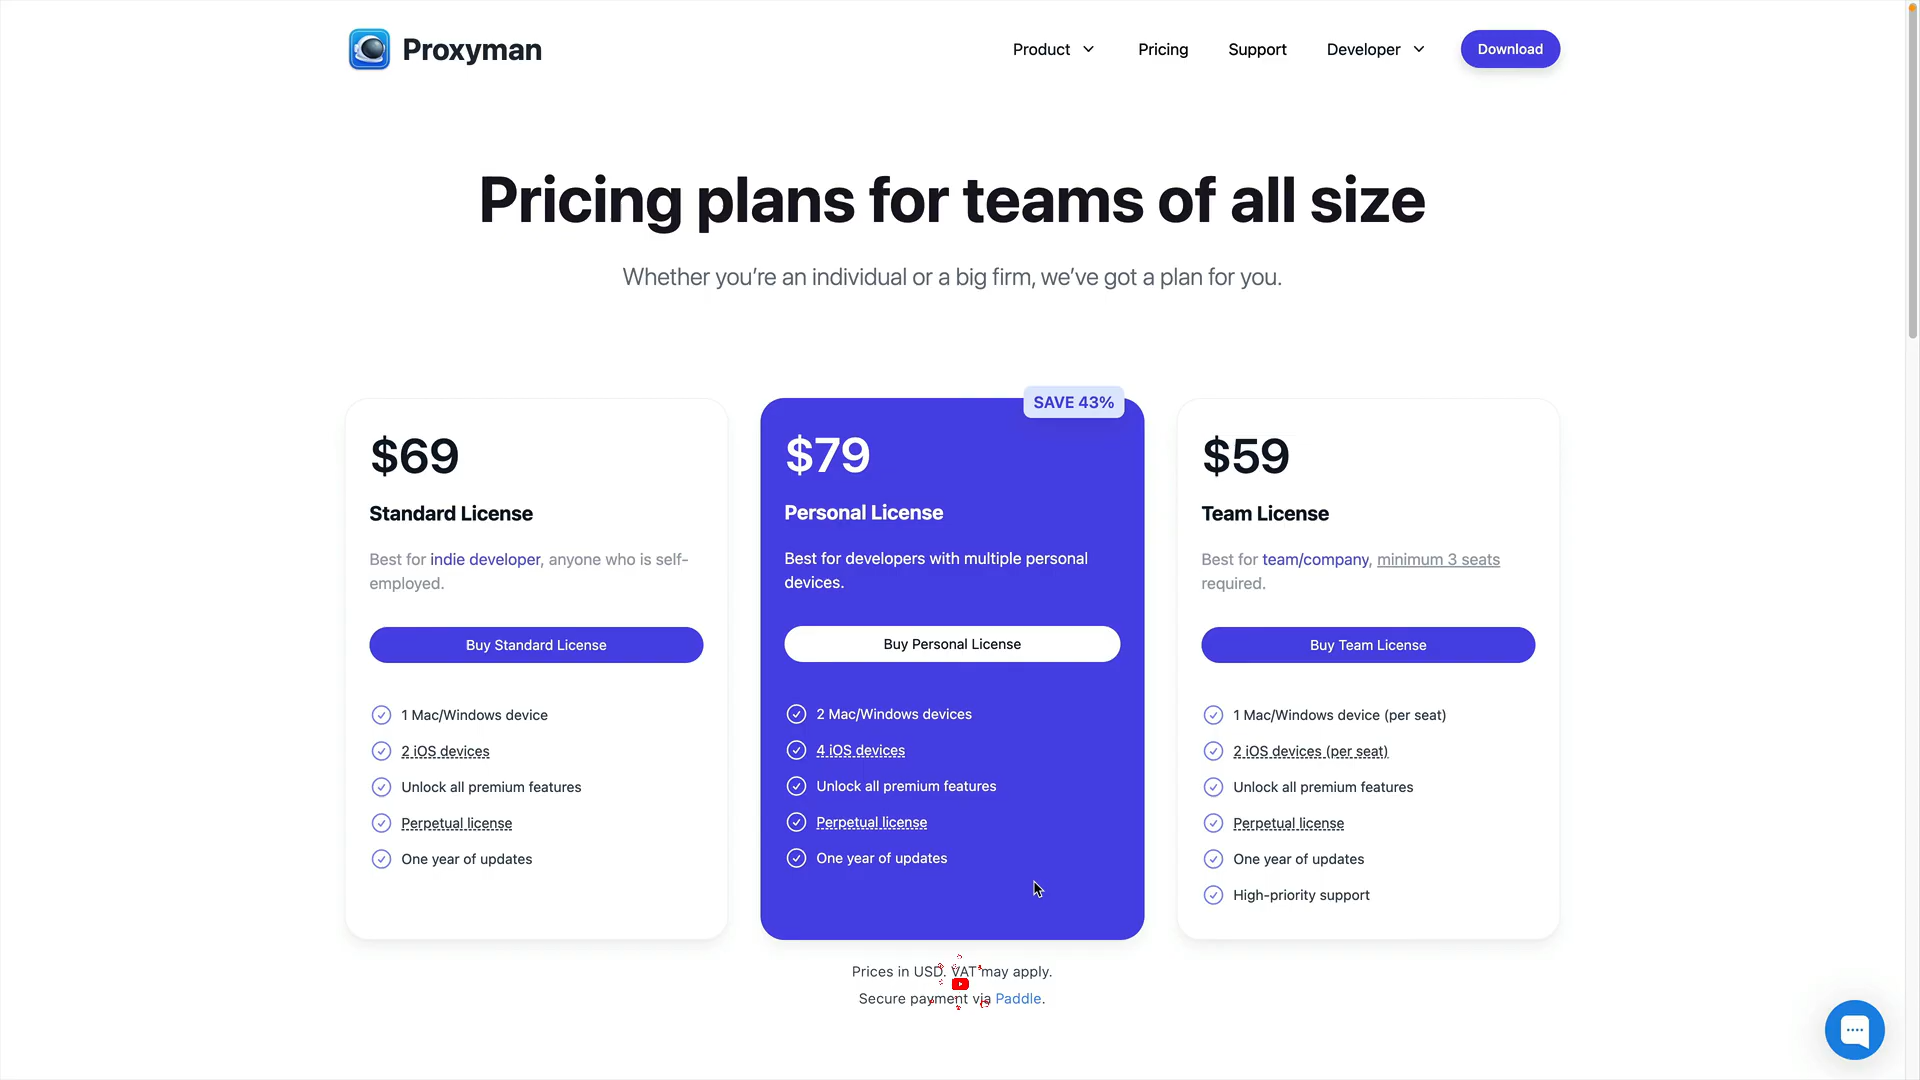 Proxyman
Product
Pricing
Support
Developer
Download
Pricing plans for teams of all size
Whether you're an individual or a big firm, we've got a plan for you.
$69
Standard License
Best for indie developer, anyone who is self-
employed.
Buy Standard License
1 Mac/Windows device
2 iOS devices
Unlock all premium features
Perpetual license
One year of updates
SAVE 43%
$79
Personal License
Best for developers with multiple personal
devices.
Buy Personal License
2 Mac/Windows devices
4 iOS devices
Unlock all premium features
Perpetual license
One year of updates
$59
Team License
Best for team/company, minimum 3 seats
required.
Buy Team License
1 Mac/Windows device (per seat)
2 iOS devices (per seat)
Unlock all premium features
Perpetual license
One year of updates
High-priority support
Prices in USD. VAT may apply.
Secure payment via Paddle.